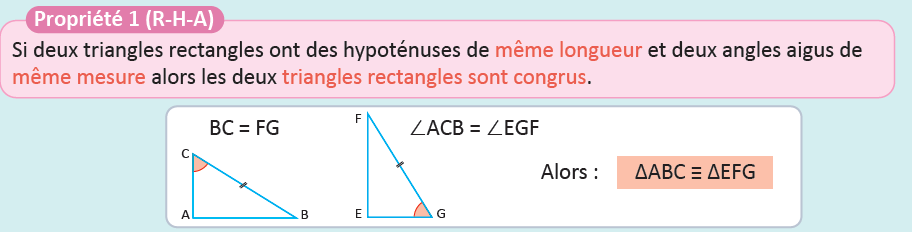 Propriété 1 (R-H-A)
Si deux triangles rectangles ont des hypoténuses de même longueur et deux angles aigus de
même mesure alors les deux triangles rectangles sont congrus.
BC = FG
F
∠ACB = ∠EGF
C
Alors : ΔABC ≡ ΔEFG
A
B
E
G